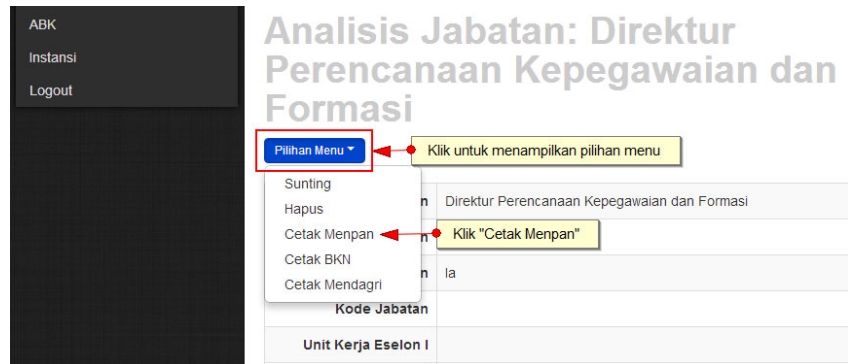 ABK
Instansi
Logout
Analisis Jabatan: Direktur
Perencanaan Kepegawaian dan
Formasi
Pilihan Menu
Klik untuk menampilkan pilihan menu
Sunting
Hapus
Cetak Menpan
Cetak BKN
Cetak Mendagri
n Direktur Perencanaan Kepegawaian dan Formasi
n Klik "Cetak Menpan"
n Ia
Kode Jabatan
Unit Kerja Eselon I